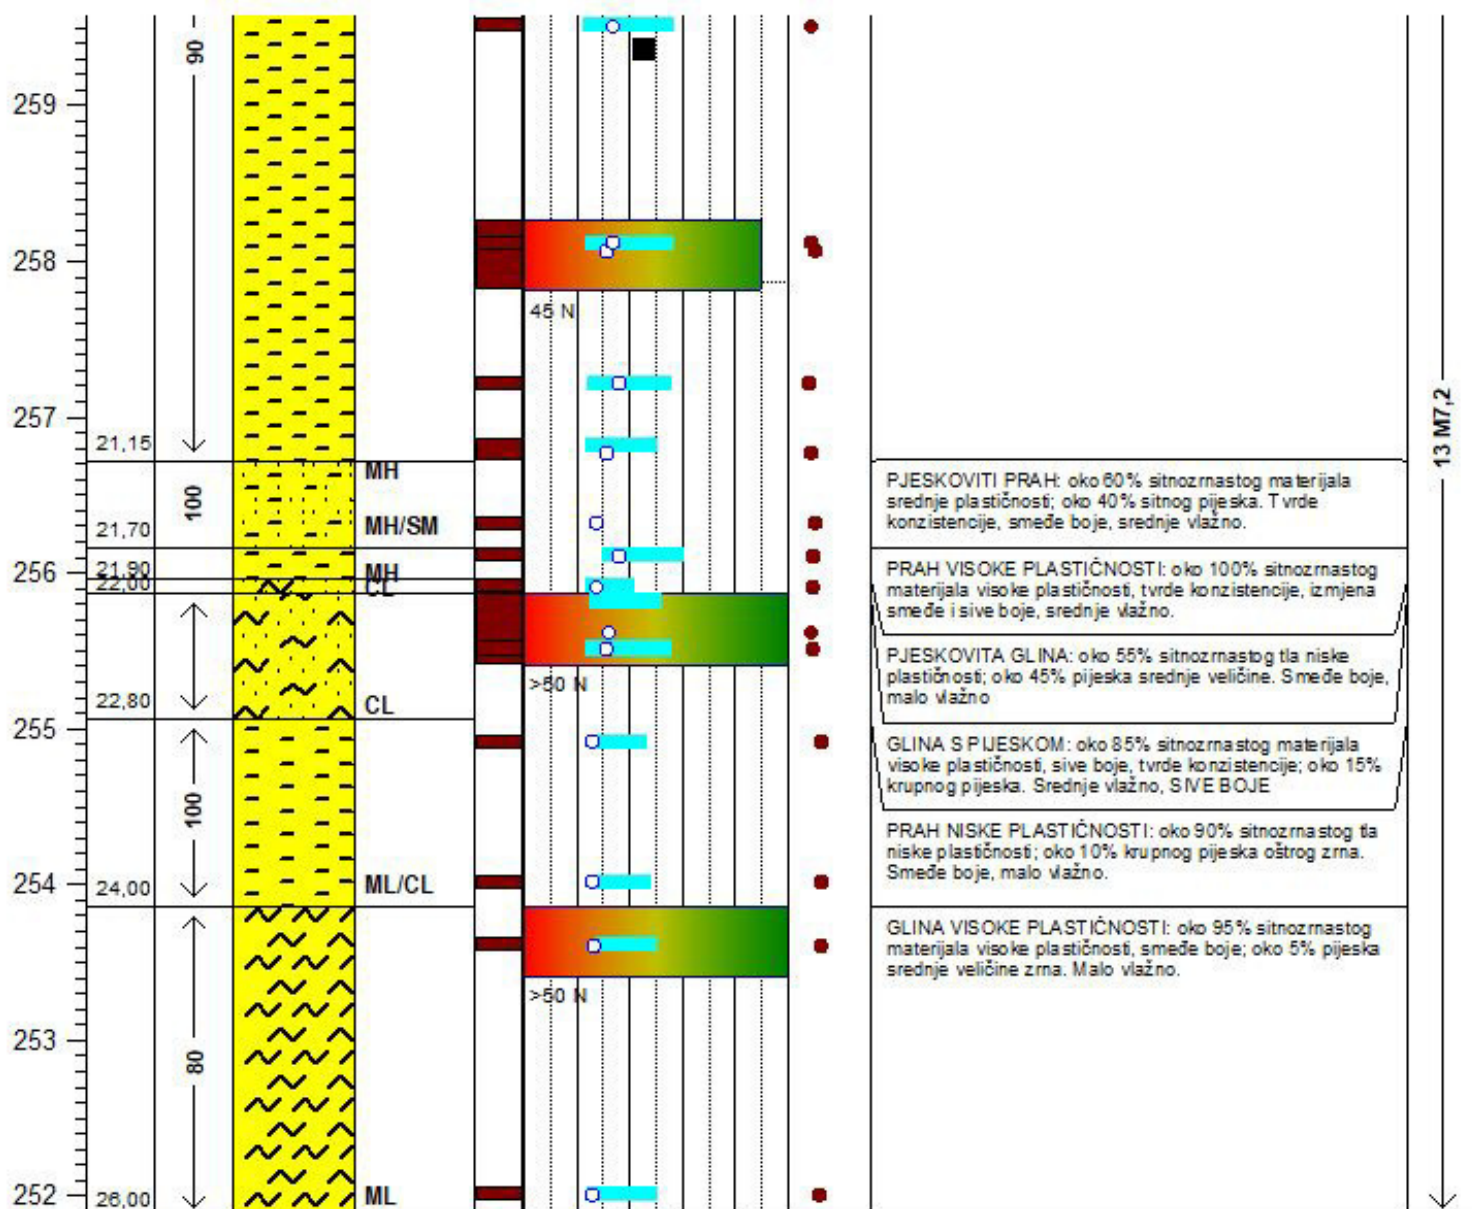 90
259
258
45 N
257
21,15
MH
100
21,70
MH/SM
256
21,90
MH
22,00
CL
>50 N
22,80
CL
255
100
254
24,00
ML/CL
>50 N
253
80
252
26,00
ML
PJESKOVITI PRAH: oko 60% sitnozrnastog materijala
srednje plastičnosti; oko 40% sitnog pijeska. Tvrde
konzistencije, smeđe boje, srednje vlažno.
PRAH VISOKE PLASTIČNOSTI: oko 100% sitnozrnastog
materijala visoke plastičnosti, tvrde konzistencije, izmjena
smeđe i sive boje, srednje vlažno.
PJESKOVITA GLINA: oko 55% sitnozrnastog tla niske
plastičnosti; oko 45% pijeska srednje veličine. Smeđe boje,
malo vlažno
GLINA S PIJESKOM: oko 85% sitnozrnastog materijala
visoke plastičnosti, sive boje, tvrde konzistencije; oko 15%
krupnog pijeska. Srednje vlažno, SIVE BOJE
PRAH NISKE PLASTIČNOSTI: oko 90% sitnozrnastog tla
niske plastičnosti; oko 10% krupnog pijeska oštrog zrna.
Smeđe boje, malo vlažno.
GLINA VISOKE PLASTIČNOSTI: oko 95% sitnozrnastog
materijala visoke plastičnosti, smeđe boje; oko 5% pijeska
srednje veličine zrna. Malo vlažno.
13 M7,2